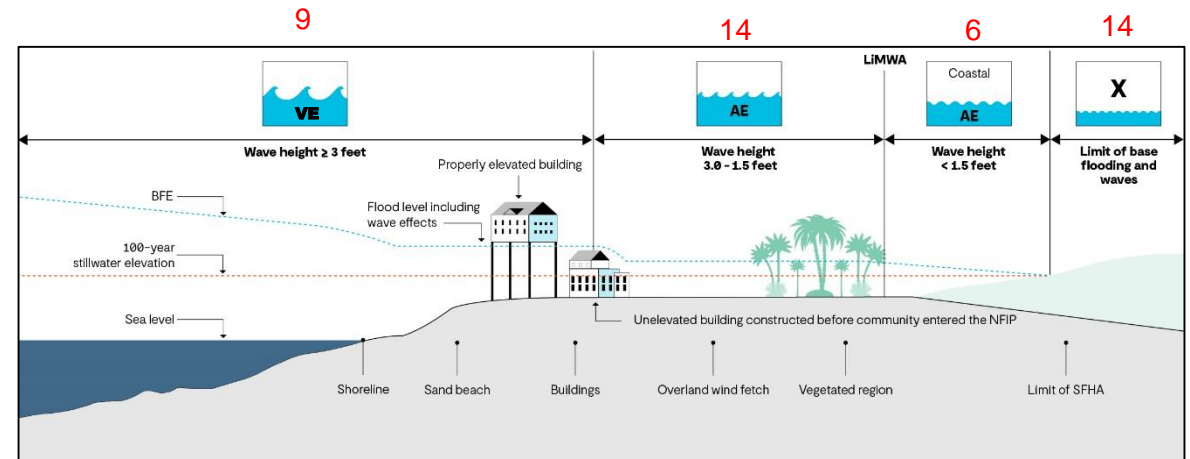 9
14
6
14
LiMWA
VE
AE
Coastal
AE
X
Wave height ≥ 3 feet
Wave height
3.0 - 1.5 feet
Wave height
< 1.5 feet
Limit of base
flooding and
waves
Properly elevated building
BFE
Flood level including
wave effects
100-year
stillwater elevation
Sea level
Unelevated building constructed before community entered the NFIP
Shoreline
Sand beach
Buildings
Overland wind fetch
Vegetated region
Limit of SFHA